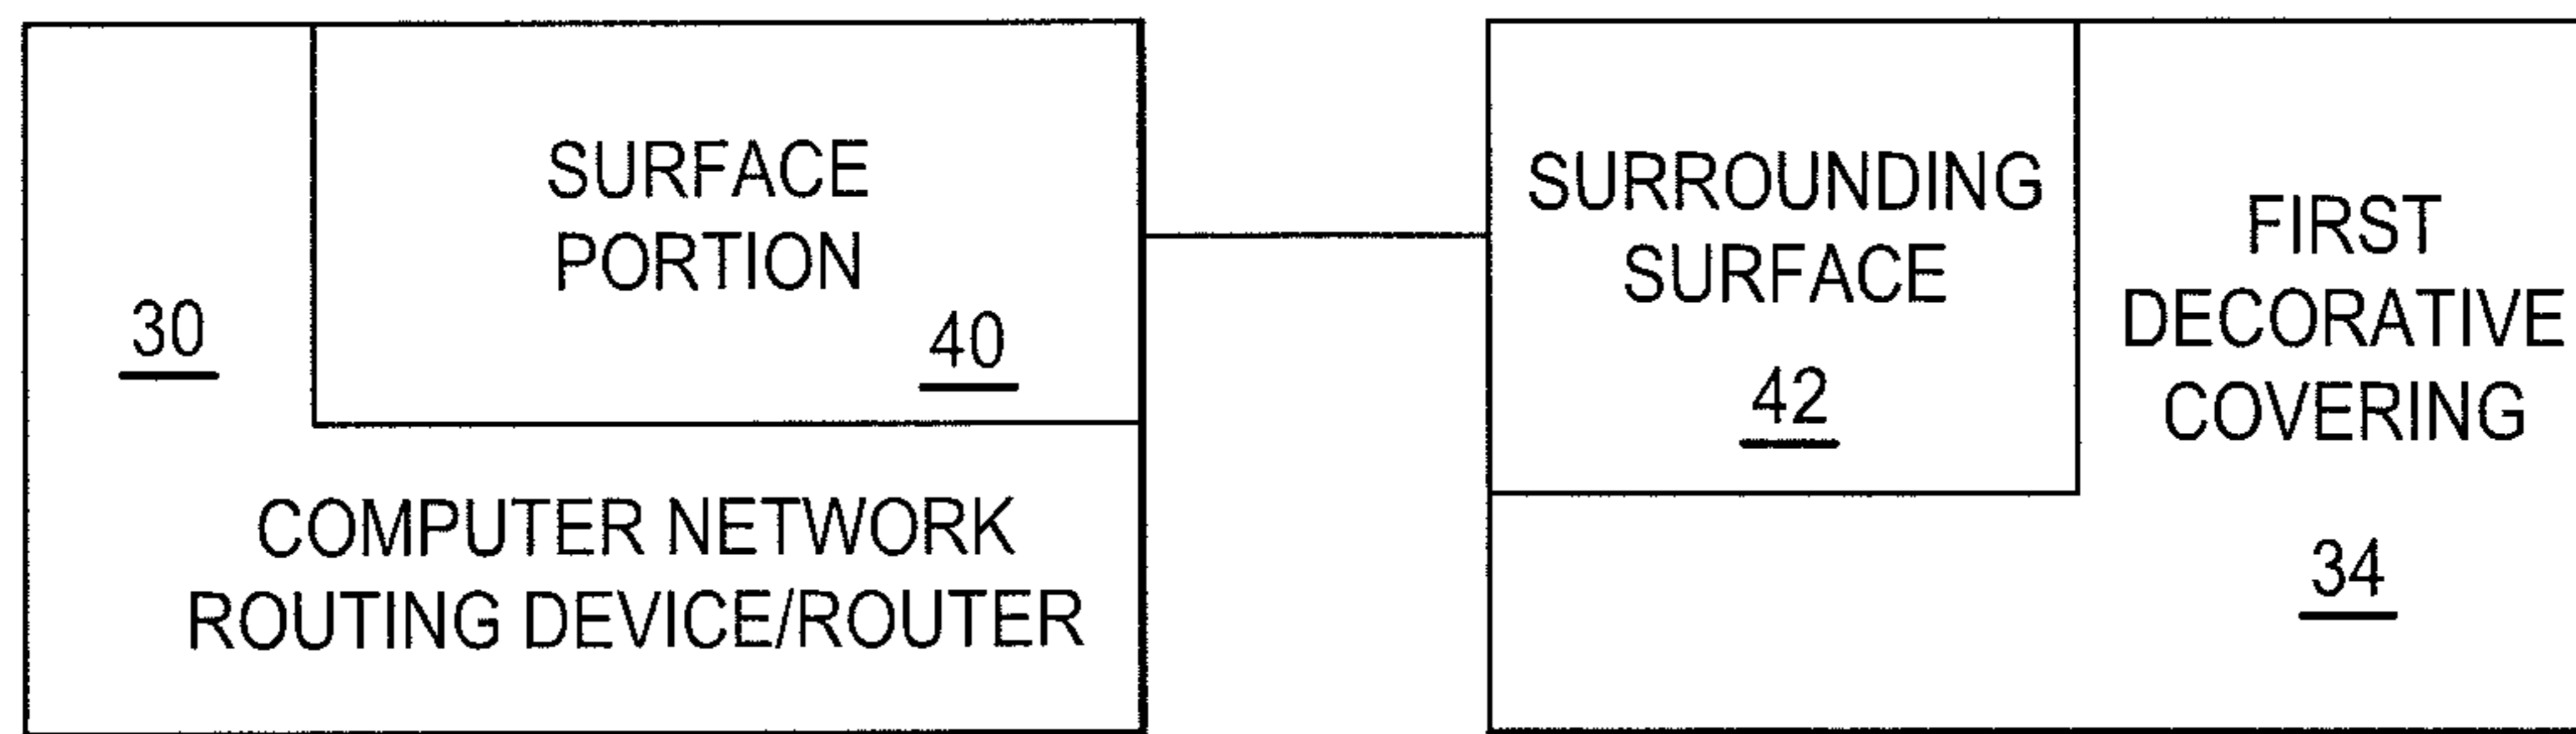 SURFACE
PORTION
30
40
COMPUTER NETWORK
ROUTING DEVICE/ROUTER
SURROUNDING
SURFACE
42
FIRST
DECORATIVE
COVERING
34